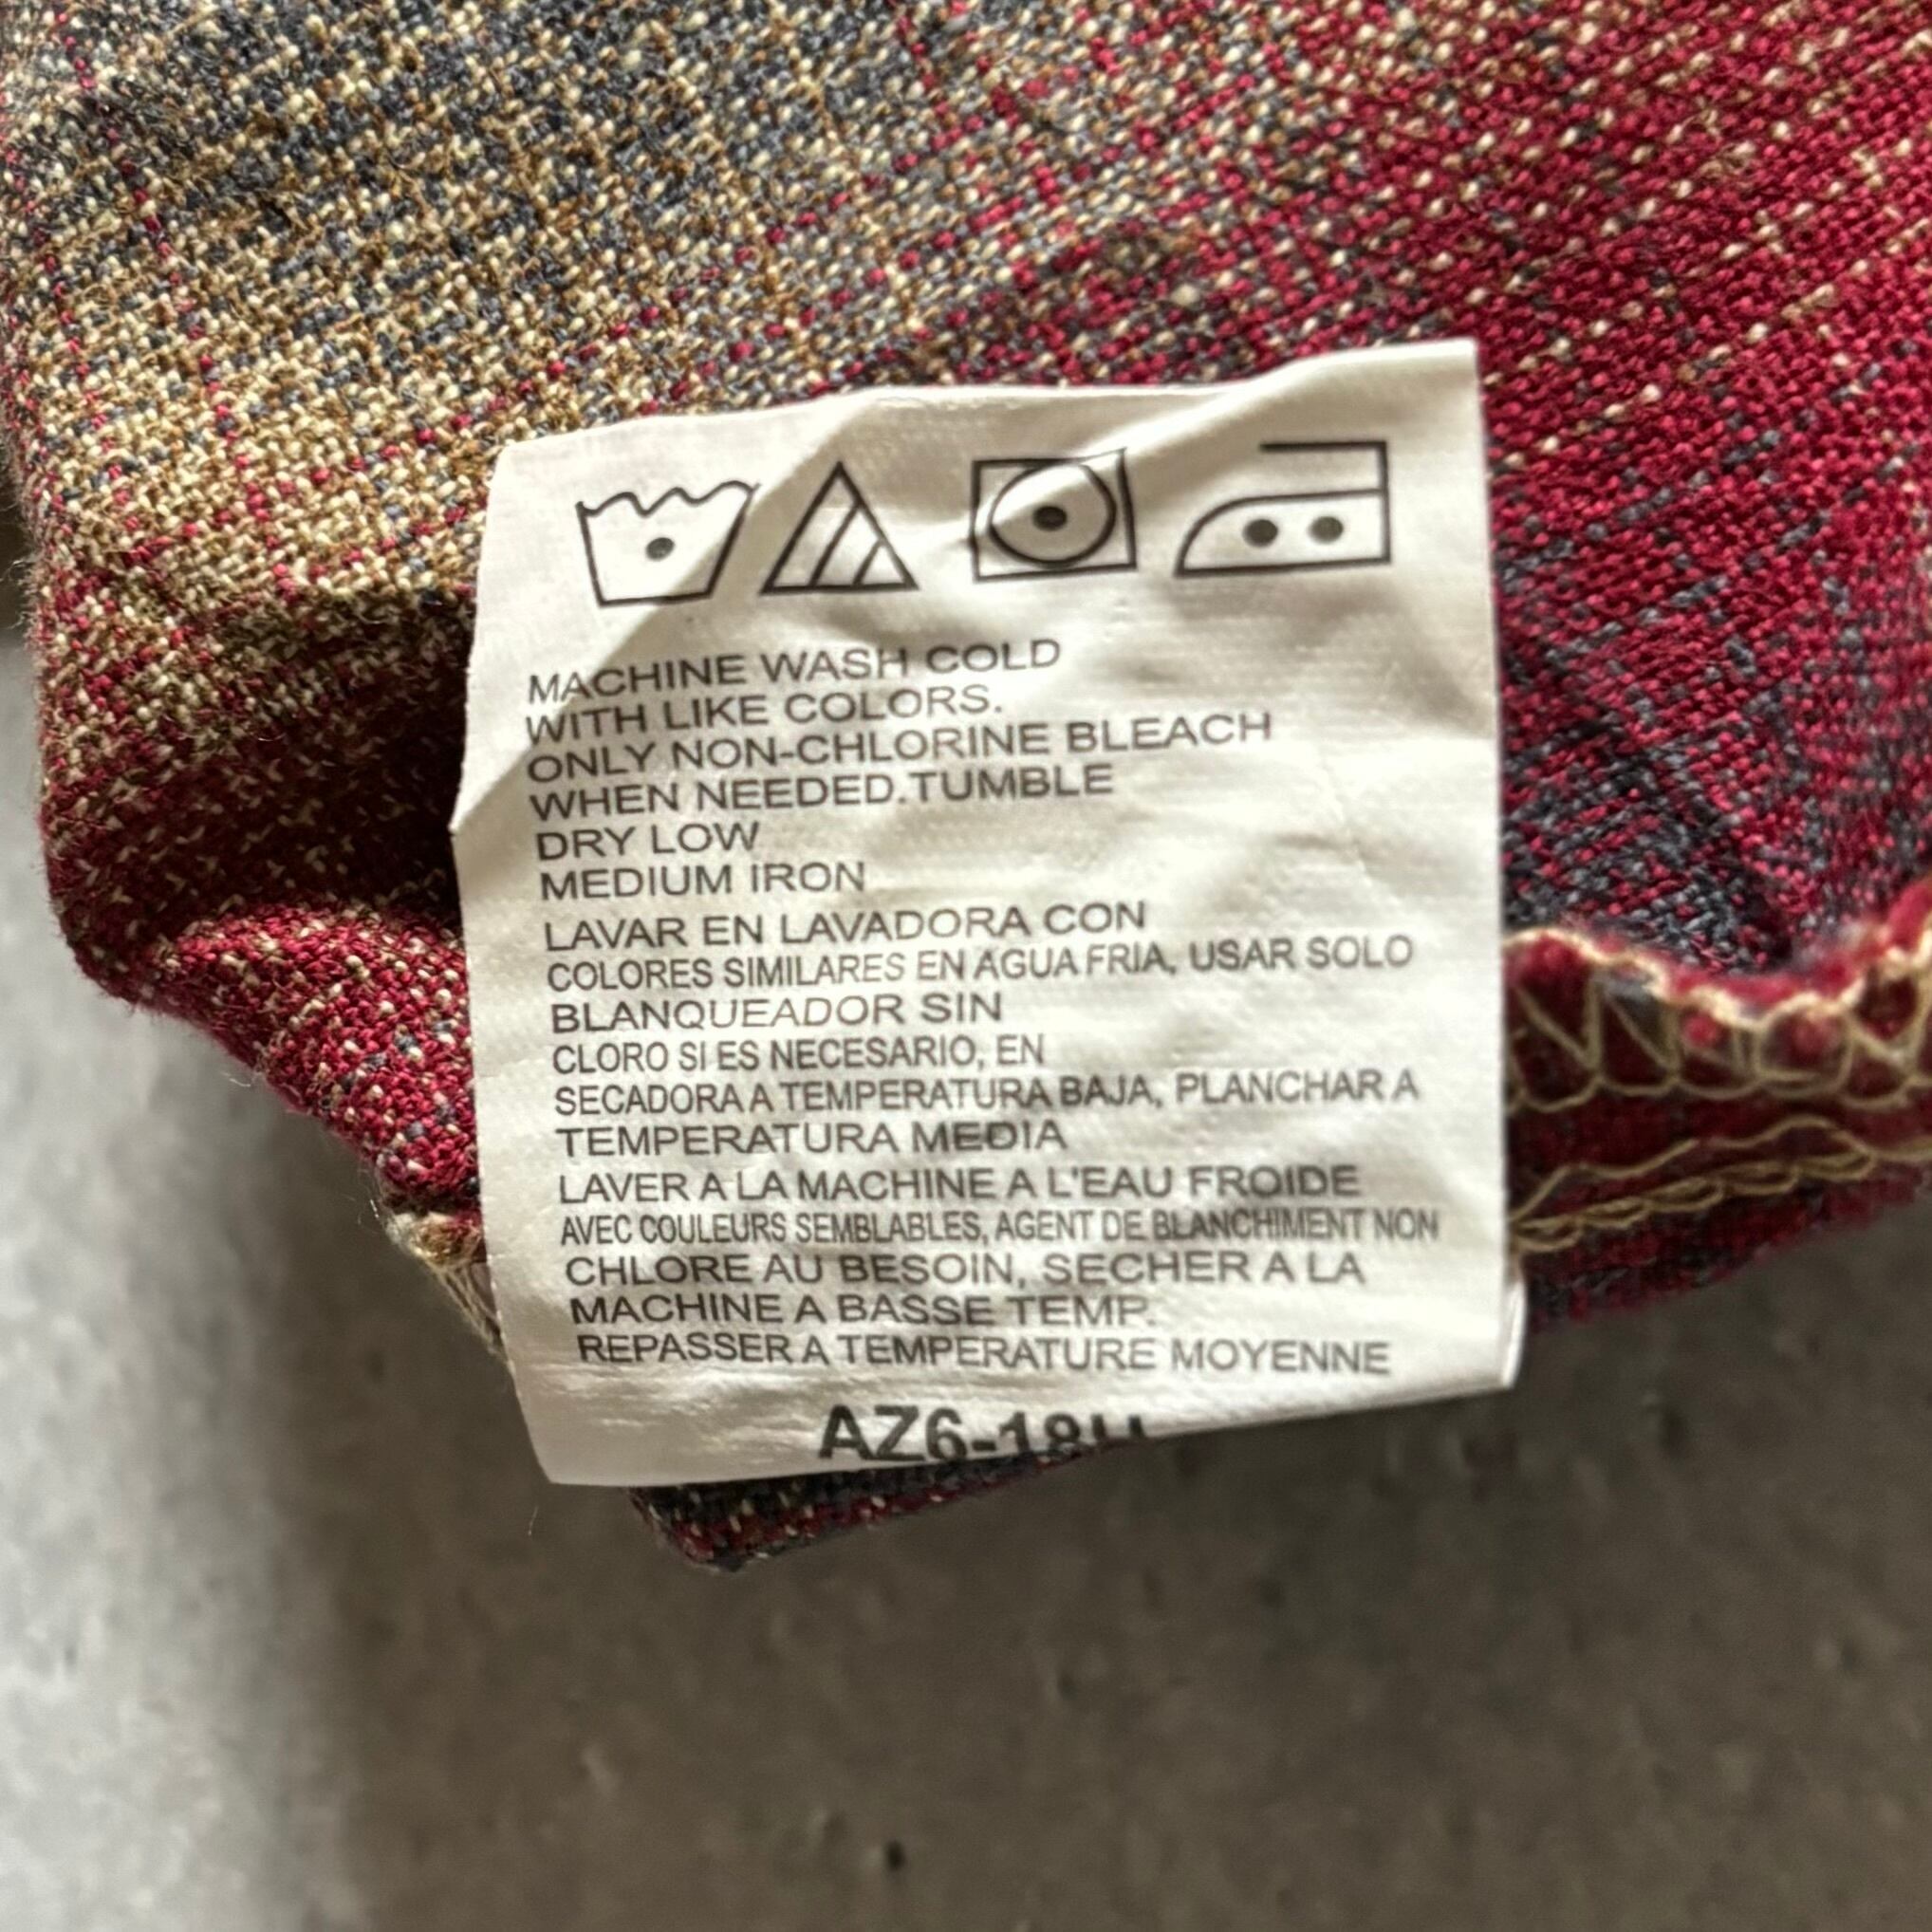 MACHINE WASH COLD
WITH LIKE COLORS.
ONLY NON-CHLORINE BLEACH
WHEN NEEDED.TUMBLE
DRY LOW
MEDIUM IRON
LAVAR EN LAVADORA CON
COLORES SIMILARES EN AGUA FRIA, USAR SOLO
BLANQUEADOR SIN
CLORO SI ES NECESARIO, EN
SECADORA A TEMPERATURA BAJA, PLANCHAR A
TEMPERATURA MEDIA
LAVER A LA MACHINE A L'EAU FROIDE
AVEC COULEURS SEMBLABLES, AGENT DE BLANCHIMENT NON
CHLORE AU BESOIN, SECHER A LA
MACHINE A BASSE TEMP.
REPASSER A TEMPERATURE MOYENNE